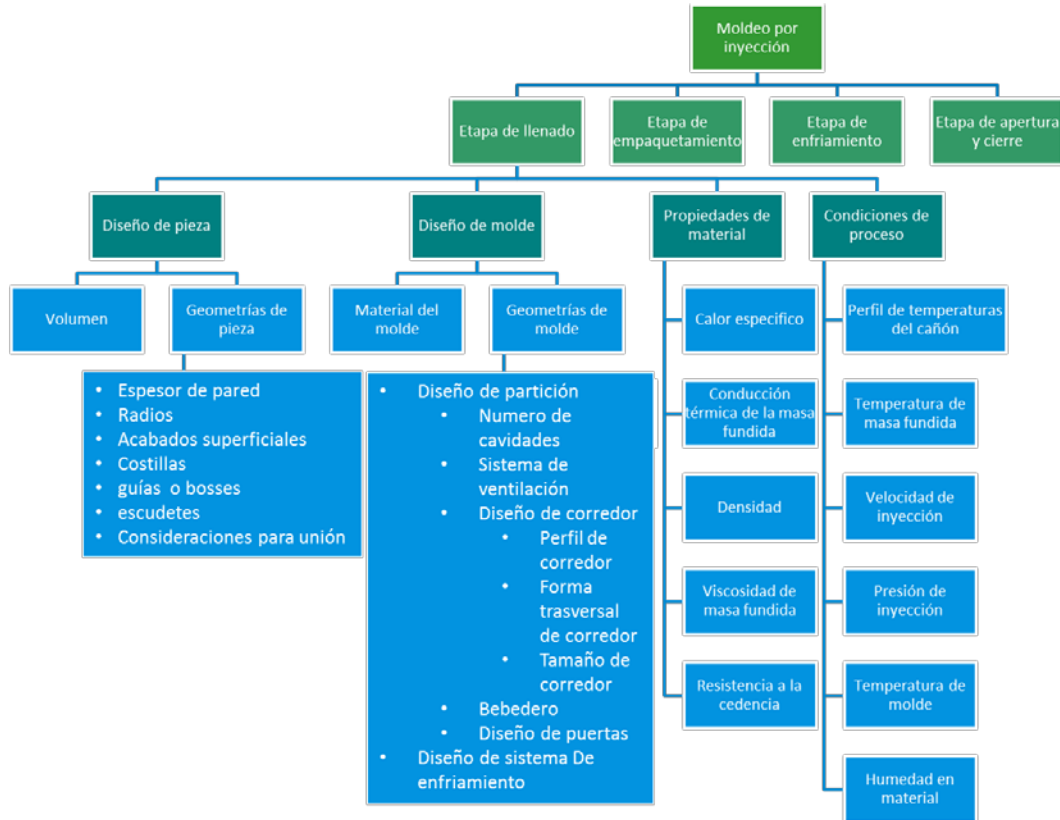 Moldeo por
inyección
Etapa de llenado
Etapa de
empaquetamiento
Etapa de
enfriamiento
Etapa de apertura
y cierre
Diseño de pieza
Diseño de molde
Propiedades de
material
Condiciones de
proceso
Volumen
Geometrías de
pieza
Material del
molde
Geometrías de
molde
• Espesor de pared
• Radios
• Acabados superficiales
• Costillas
• guías o bosses
• escudetes
• Consideraciones para unión
• Diseño de partición
• Numero de
cavidades
• Sistema de
ventilación
• Diseño de corredor
• Perfil de
corredor
• Forma
trasversal
de corredor
• Tamaño de
corredor
• Bebedero
• Diseño de puertas
• Diseño de sistema De
enfriamiento
Calor especifico
Conducción
térmica de la masa
fundida
Densidad
Viscosidad de
masa fundida
Resistencia a la
cedencia
Perfil de temperaturas
del cañón
Temperatura de
masa fundida
Velocidad de
inyección
Presión de
inyección
Temperatura de
molde
Humedad en
material